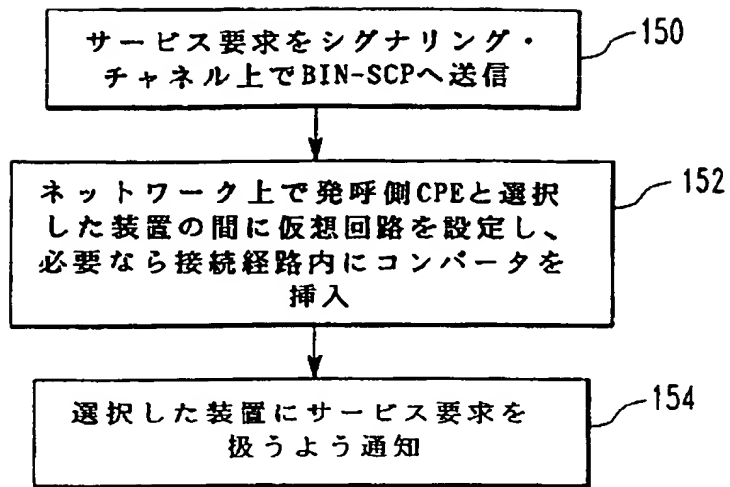 サービス要求をシグナリング・
チャネル上でBIN-SCPへ送信
150
ネットワーク上で発呼側CPEと選択
した装置の間に仮想回路を設定し、
必要なら接続経路内にコンバータを
挿入
152
選択した装置にサービス要求を
扱うよう通知
154